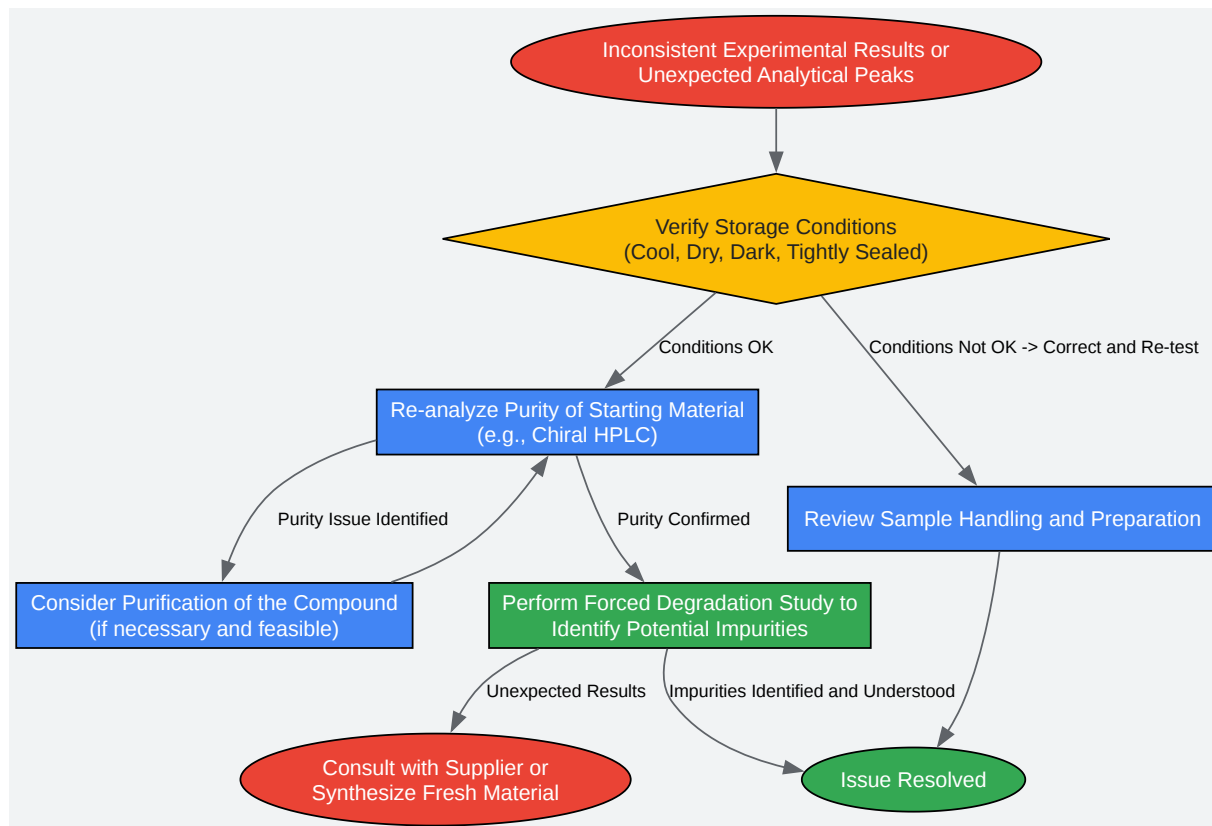 Inconsistent Experimental Results or
Unexpected Analytical Peaks
Verify Storage Conditions
(Cool, Dry, Dark, Tightly Sealed)
Conditions OK
Conditions Not OK -> Correct and Re-test
Re-analyze Purity of Starting Material
(e.g., Chiral HPLC)
Review Sample Handling and Preparation
Purity Issue Identified
Purity Confirmed
Consider Purification of the Compound
(if necessary and feasible)
Perform Forced Degradation Study to
Identify Potential Impurities
Unexpected Results
Impurities Identified and Understood
Consult with Supplier or
Synthesize Fresh Material
Issue Resolved